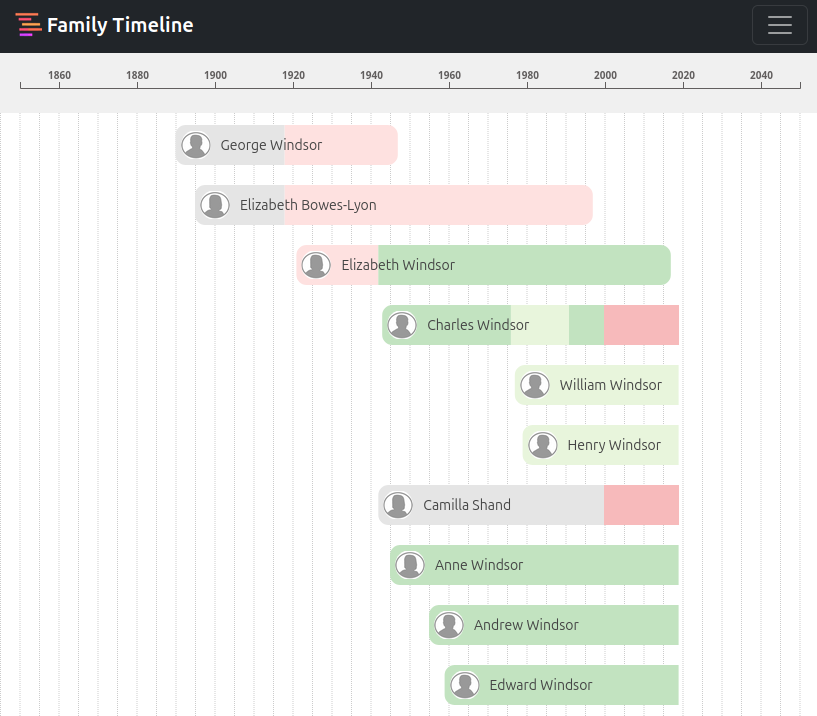 Family Timeline
1860 1880 1900 1920 1940 1960 1980 2000 2020 2040
George Windsor
Elizabeth Bowes-Lyon
Elizabeth Windsor
Charles Windsor
William Windsor
Henry Windsor
Camilla Shand
Anne Windsor
Andrew Windsor
Edward Windsor